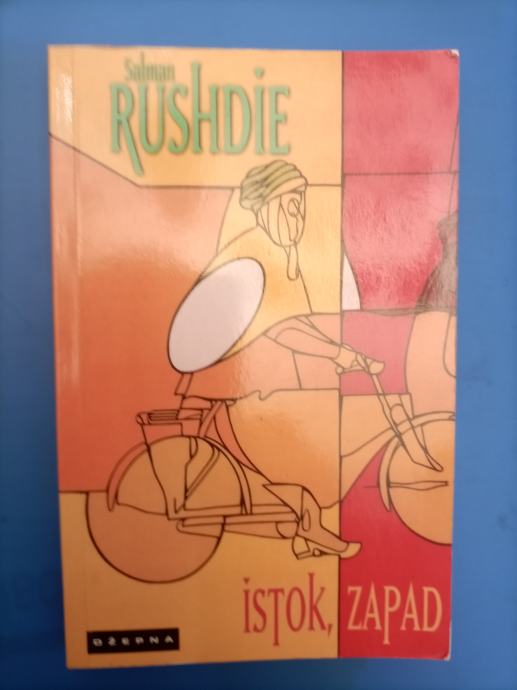 Salman
RUSHDIE
istok, ZAPAD
DŽEPNA